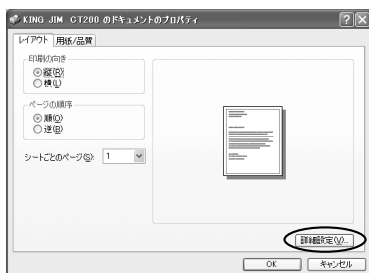 KING JIM CT200 のドキュメントのプロパティ
レイアウト 用紙/品質
印刷の向き
縦(R)
横(L)
ページの順序
順(O)
逆(B)
シートごとのページ(S): 1
詳細設定(V)...
OK キャンセル